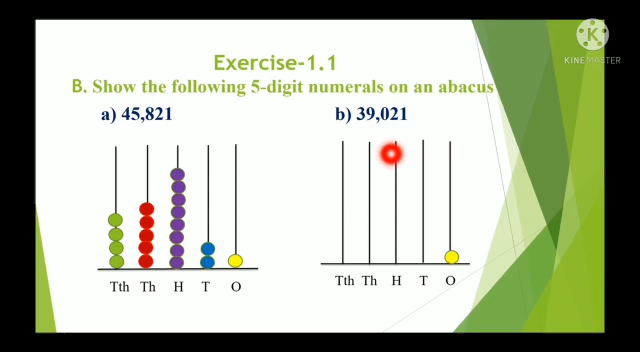 K
KINEMASTER
Exercise-1.1
B. Show the following 5-digit numerals on an abacus
a) 45,821
b) 39,021
Tth Th H T O
Tth Th H T O